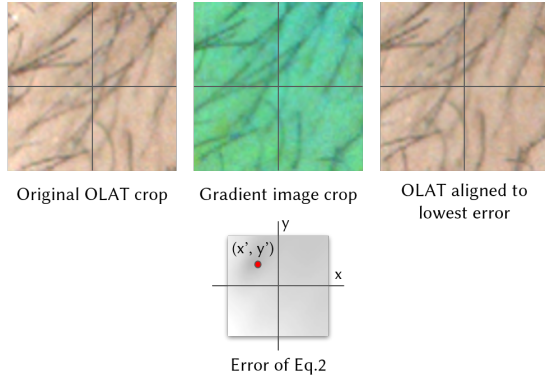 Original OLAT crop
Gradient image crop
OLAT aligned to
lowest error
y
(x', y')
x
Error of Eq.2